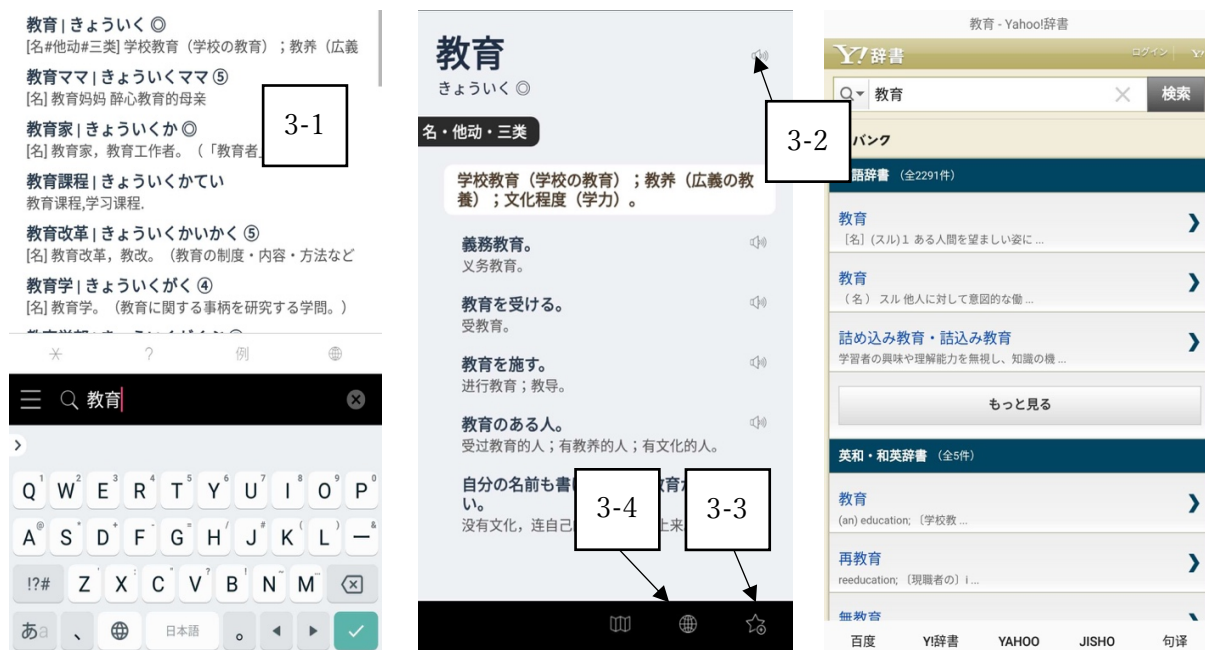 教育 | きょういく ◎
[名#他动#三类] 学校教育（学校の教育）；教养（広義
教育ママ | きょういくママ ⑤
[名] 教育妈妈 醉心教育的母亲
教育家 | きょういくか ◎
[名] 教育家，教育工作者。（「教育者」
教育課程 | きょういくかてい
教育课程,学习课程.
教育改革 | きょういくかいかく ⑤
[名] 教育改革，教改。（教育の制度・内容・方法など
教育学 | きょういくがく ④
[名] 教育学。（教育に関する事柄を研究する学問。）
3-1
? 例
教育
Q W E R T Y U I O P
1 2 3 4 5 6 7 8 9 0
A S D F G H J K L ー
!?# Z X C V B N M
あa 、 日本語 。
教育
きょういく ◎
名・他动・三类
3-2
学校教育（学校の教育）；教养（広義の教
養）；文化程度（学力）。
義務教育。
义务教育。
教育を受ける。
受教育。
教育を施す。
进行教育；教导。
教育のある人。
受过教育的人；有教养的人；有文化的人。
自分の名前も書
い。
没有文化，连自己
上来
3-4
3-3
教育 - Yahoo!辞書
Y!辞書
ログイン
教育
検索
バンク
語辞書（全2291件）
教育
［名］(スル)１ ある人間を望ましい姿に ...
教育
（ 名 ） スル 他人に対して意図的な働 ...
詰め込み教育・詰込み教育
学習者の興味や理解能力を無視し、知識の機 ...
もっと見る
英和・和英辞書（全5件）
教育
(an) education;〔学校教 ...
再教育
reeducation;〔現職者の〕i ...
無教育
百度 Y!辞書 YAHOO JISHO 句译